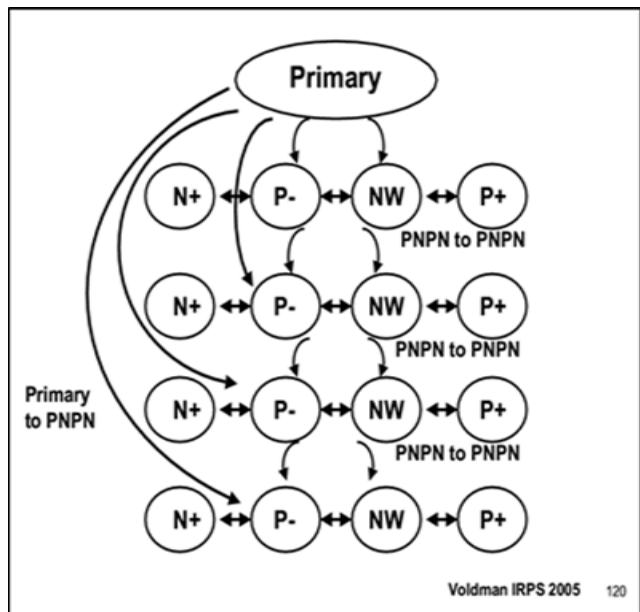 Primary
N+ P- NW P+
PNPN to PNPN
N+ P- NW P+
PNPN to PNPN
Primary
to PNPN
N+ P- NW P+
PNPN to PNPN
N+ P- NW P+
Voldman IRPS 2005 120